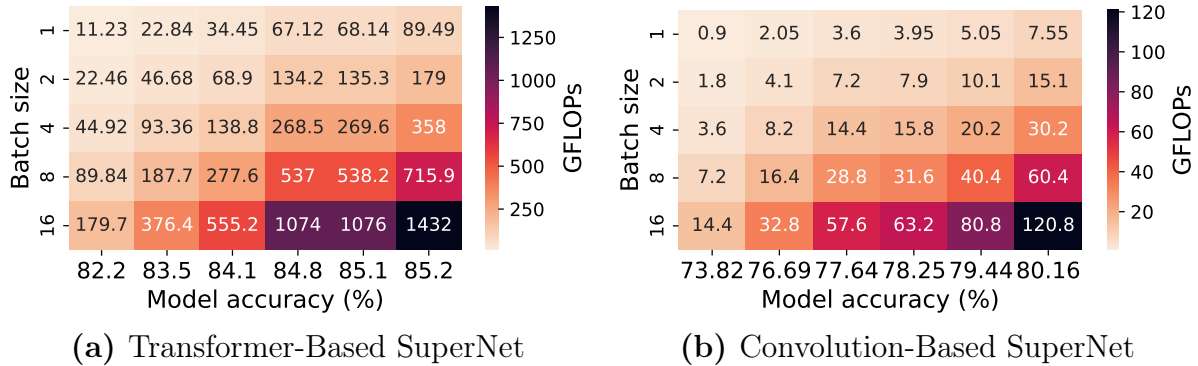 Batch size
1 11.23 22.84 34.45 67.12 68.14 89.49
2 22.46 46.68 68.9 134.2 135.3 179
4 44.92 93.36 138.8 268.5 269.6 358
8 89.84 187.7 277.6 537 538.2 715.9
16 179.7 376.4 555.2 1074 1076 1432
82.2 83.5 84.1 84.8 85.1 85.2
Model accuracy (%)
1250
1000
750
500
250
GFLOPs
(a) Transformer-Based SuperNet
Batch size
1 0.9 2.05 3.6 3.95 5.05 7.55
2 1.8 4.1 7.2 7.9 10.1 15.1
4 3.6 8.2 14.4 15.8 20.2 30.2
8 7.2 16.4 28.8 31.6 40.4 60.4
16 14.4 32.8 57.6 63.2 80.8 120.8
73.82 76.69 77.64 78.25 79.44 80.16
Model accuracy (%)
120
100
80
60
40
20
GFLOPs
(b) Convolution-Based SuperNet